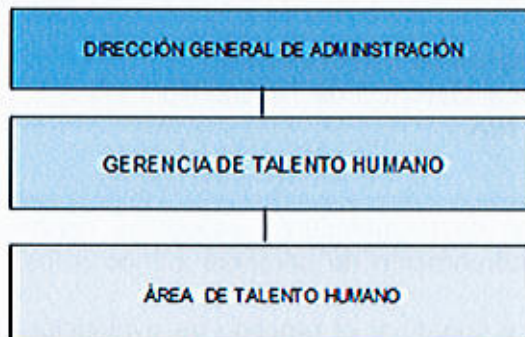 DIRECCIÓN GENERAL DE ADMINISTRACIÓN
GERENCIA DE TALENTO HUMANO
ÁREA DE TALENTO HUMANO